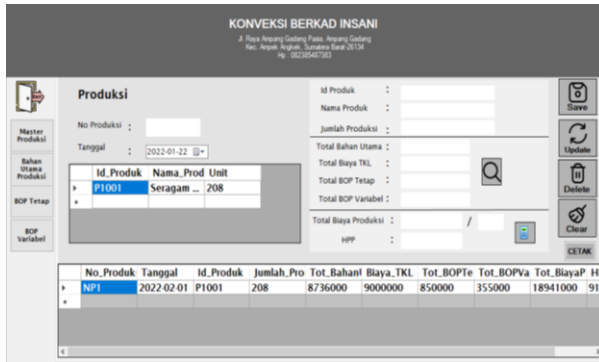 KONVEKSI BERKAD INSANI
Jl. Raya Ampang Gadang Pasia, Ampang Gadang
Kec. Ampek Angkek, Sumatera Barat-26134
Hp : 082385487383
Produksi
No Produksi :
Tanggal : 2022-01-22
Id_Produk Nama_Prod Unit
P1001 Seragam ... 208
Id Produk :
Nama Produk :
Jumlah Produksi :
Total Bahan Utama :
Total Biaya TKL :
Total BOP Tetap :
Total BOP Variabel :
Total Biaya Produksi : /
HPP :
Master Produksi
Bahan Utama Produksi
BOP Tetap
BOP Variabel
Save
Update
Delete
Clear
CETAK
No_Produk Tanggal Id_Produk Jumlah_Pro Tot_Bahan Biaya_TKL Tot_BOPTe Tot_BOPVa Tot_BiayaP H
NP1 2022-02-01 P1001 208 8736000 9000000 850000 355000 18941000 91